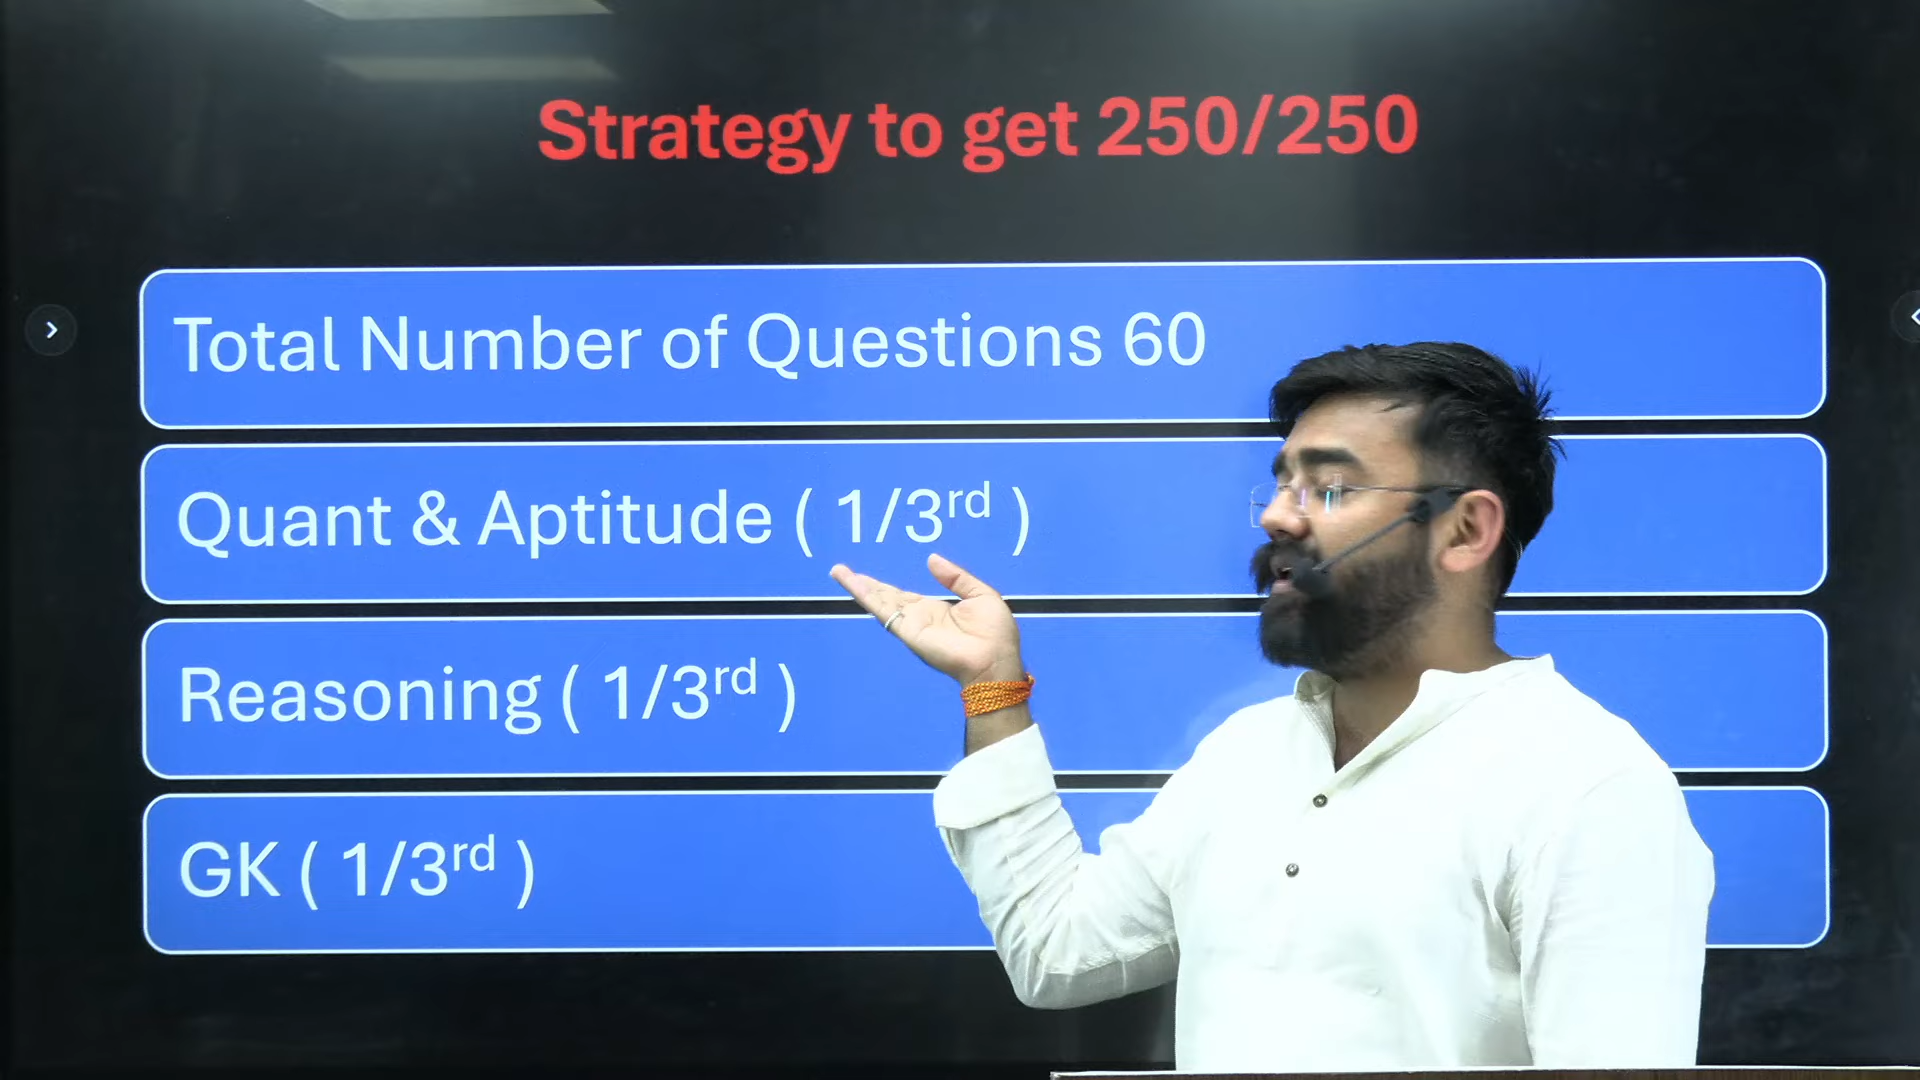 Strategy to get 250/250
Total Number of Questions 60
Quant & Aptitude ( 1/3rd )
Reasoning ( 1/3rd )
GK ( 1/3rd )